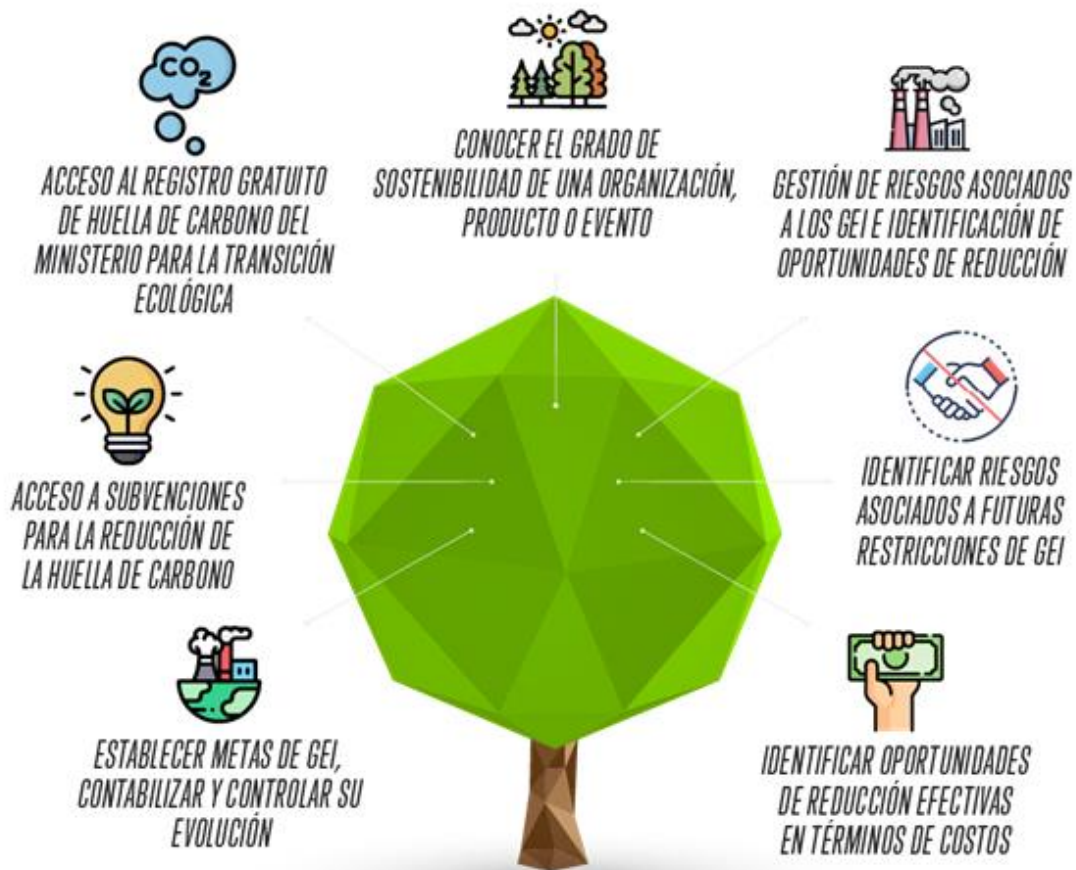 CO2
ACCESO AL REGISTRO GRATUITO
DE HUELLA DE CARBONO DEL
MINISTERIO PARA LA TRANSICIÓN
ECOLÓGICA
CONOCER EL GRADO DE
SOSTENIBILIDAD DE UNA ORGANIZACIÓN,
PRODUCTO O EVENTO
GESTIÓN DE RIESGOS ASOCIADOS
A LOS GEI E IDENTIFICACIÓN DE
OPORTUNIDADES DE REDUCCIÓN
ACCESO A SUBVENCIONES
PARA LA REDUCCIÓN DE
LA HUELLA DE CARBONO
IDENTIFICAR RIESGOS
ASOCIADOS A FUTURAS
RESTRICCIONES DE GEI
ESTABLECER METAS DE GEI,
CONTABILIZAR Y CONTROLAR SU
EVOLUCIÓN
IDENTIFICAR OPORTUNIDADES
DE REDUCCIÓN EFECTIVAS
EN TÉRMINOS DE COSTOS